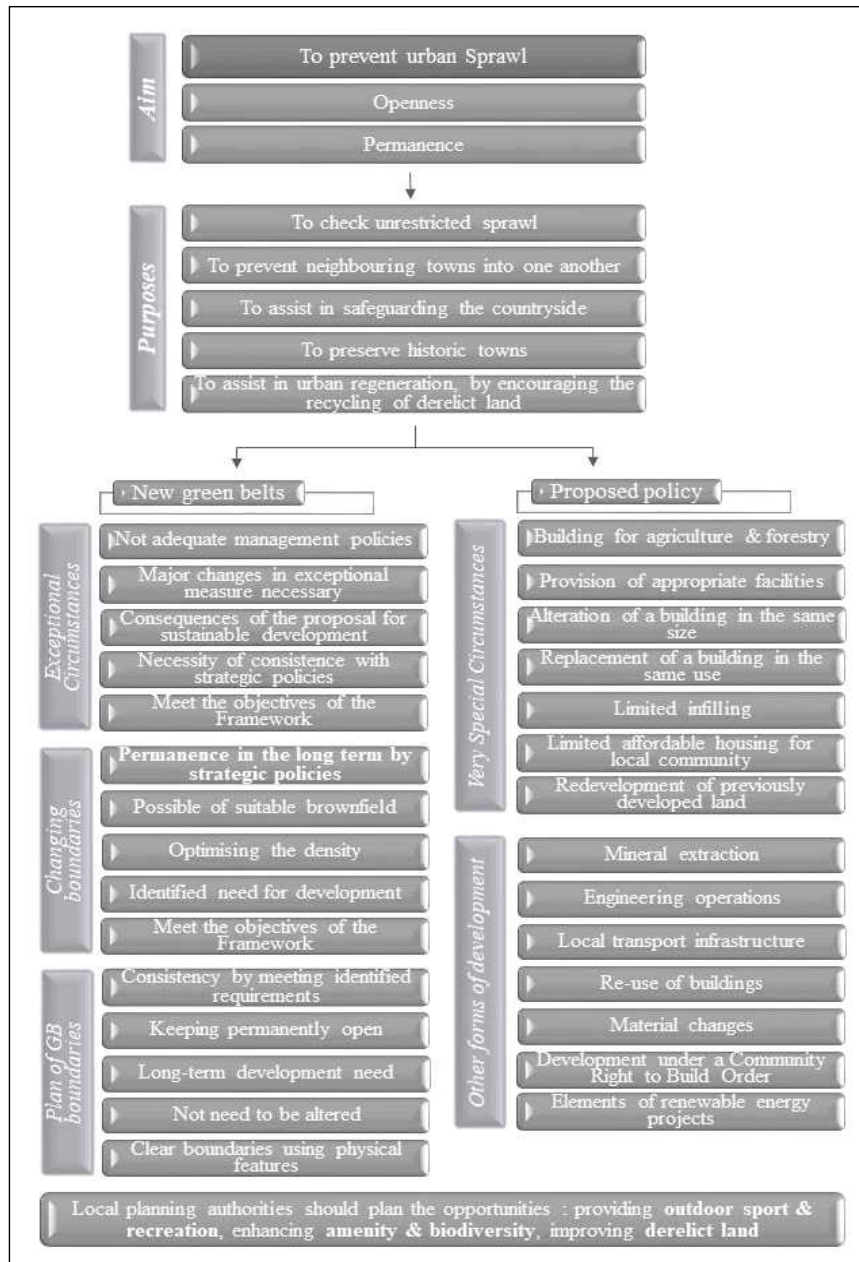 Aim
To prevent urban Sprawl
Openness
Permanence
Purposes
To check unrestricted sprawl
To prevent neighbouring towns into one another
To assist in safeguarding the countryside
To preserve historic towns
To assist in urban regeneration, by encouraging the
recycling of derelict land
New green belts
Exceptional
Circumstances
Not adequate management policies
Major changes in exceptional
measure necessary
Consequences of the proposal for
sustainable development
Necessity of consistence with
strategic policies
Meet the objectives of the
Framework
Changing
boundaries
Permanence in the long term by
strategic policies
Possible of suitable brownfield
Optimising the density
Identified need for development
Meet the objectives of the
Framework
Plan of GB
boundaries
Consistency by meeting identified
requirements
Keeping permanently open
Long-term development need
Not need to be altered
Clear boundaries using physical
features
Proposed policy
Very Special Circumstances
Building for agriculture & forestry
Provision of appropriate facilities
Alteration of a building in the same
size
Replacement of a building in the
same use
Limited infilling
Limited affordable housing for
local community
Redevelopment of previously
developed land
Other forms of development
Mineral extraction
Engineering operations
Local transport infrastructure
Re-use of buildings
Material changes
Development under a Community
Right to Build Order
Elements of renewable energy
projects
Local planning authorities should plan the opportunities : providing outdoor sport &
recreation, enhancing amenity & biodiversity, improving derelict land